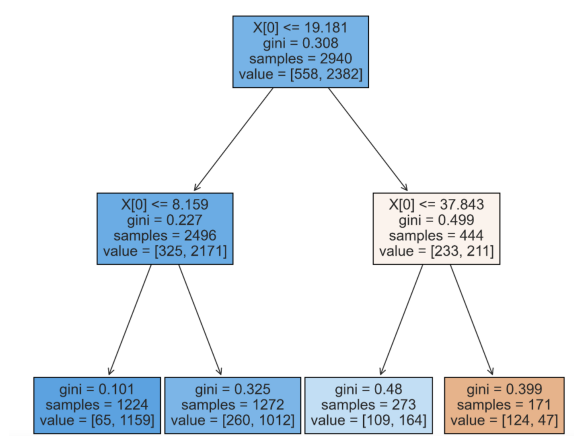 X[0] <= 19.181
gini = 0.308
samples = 2940
value = [558, 2382]
X[0] <= 8.159
gini = 0.227
samples = 2496
value = [325, 2171]
X[0] <= 37.843
gini = 0.499
samples = 444
value = [233, 211]
gini = 0.101
samples = 1224
value = [65, 1159]
gini = 0.325
samples = 1272
value = [260, 1012]
gini = 0.48
samples = 273
value = [109, 164]
gini = 0.399
samples = 171
value = [124, 47]